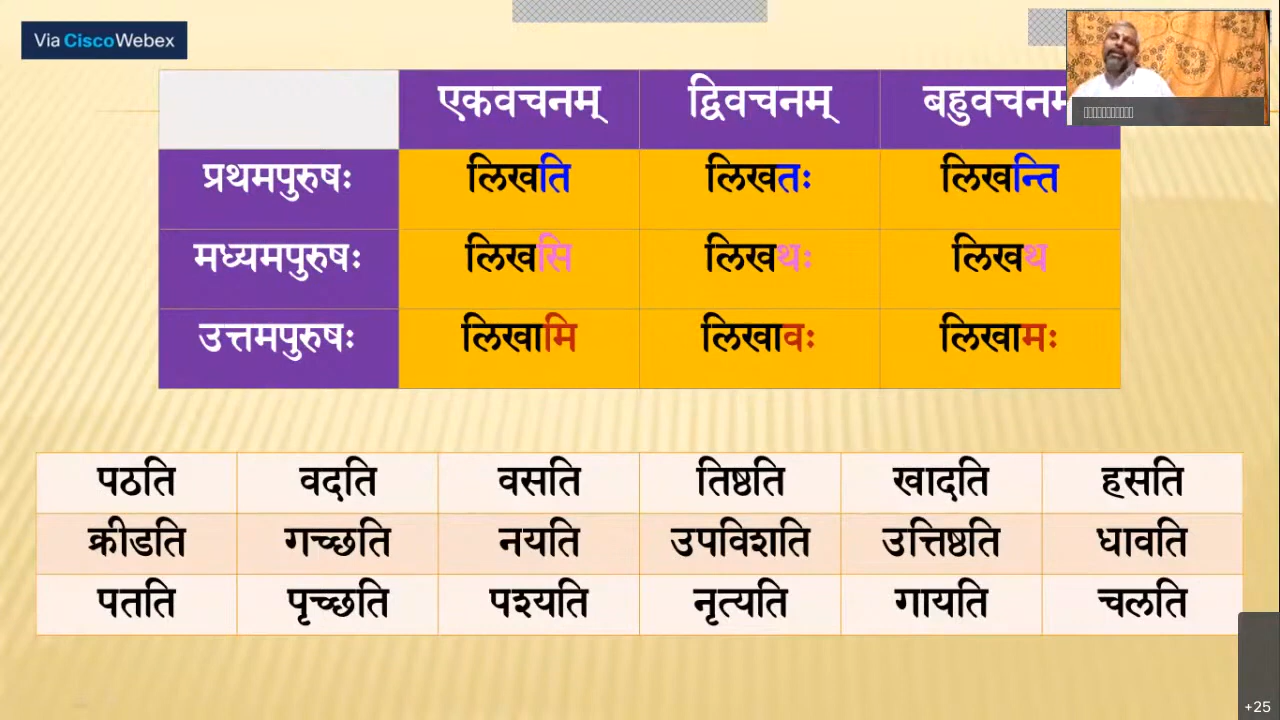 Via CiscoWebex
एकवचनम् द्विवचनम् बहुवचनम्
प्रथमपुरुषः लिखति लिखतः लिखन्ति
मध्यमपुरुषः लिखसि लिखथः लिखथ
उत्तमपुरुषः लिखामि लिखावः लिखामः
पठति वदति वसति तिष्ठति खादति हसति
क्रीडति गच्छति नयति उपविशति उत्तिष्ठति धावति
पतति पृच्छति पश्यति नृत्यति गायति चलति
+25